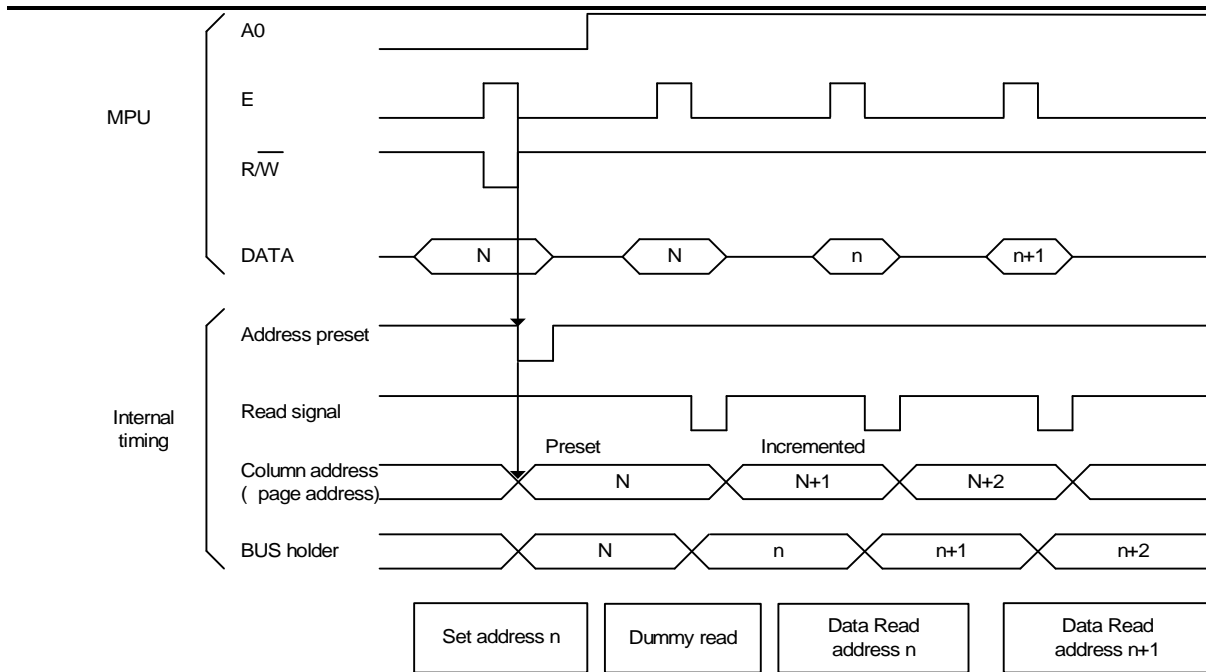 A0
E
MPU
R/W
DATA
N
N
n
n+1
Address preset
Read signal
Internal
timing
Preset
Incremented
Column address
( page address)
N
N+1
N+2
BUS holder
N
n
n+1
n+2
Set address n
Dummy read
Data Read
address n
Data Read
address n+1